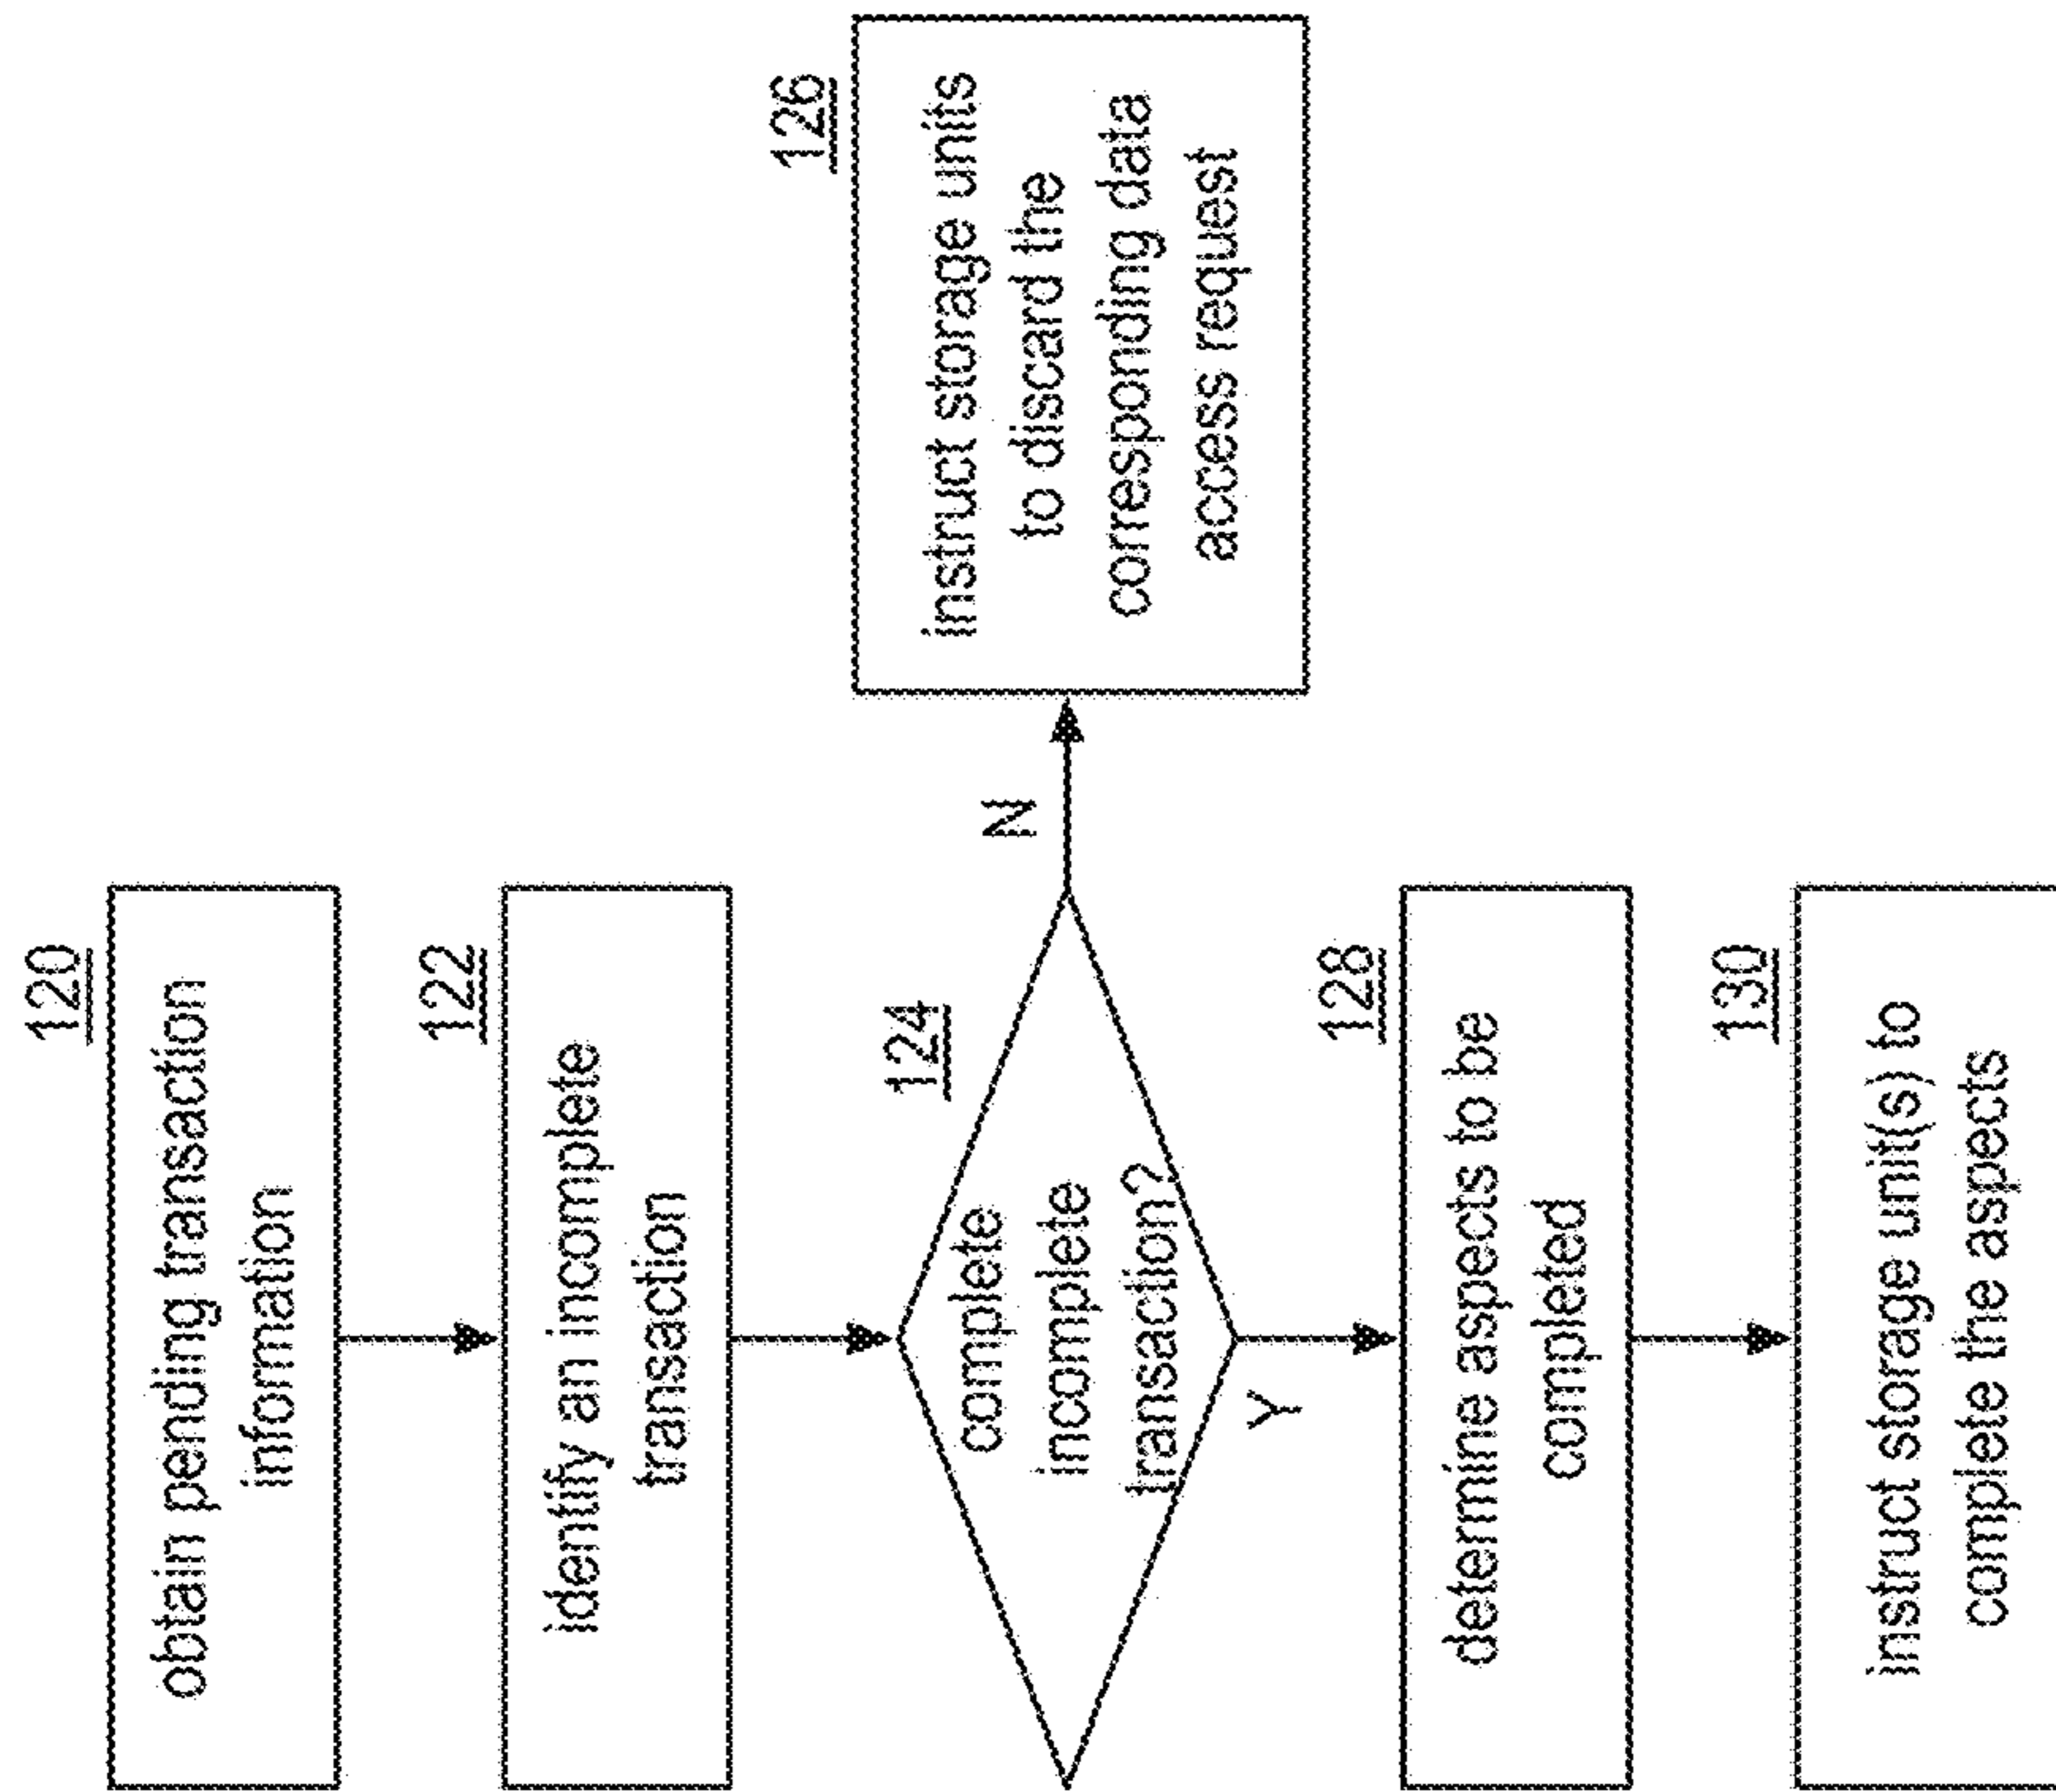 120
obtain pending transaction
information
122
identify an incomplete
transaction
124
complete
incomplete
transaction?
N
126
instruct storage units
to discard the
corresponding data
access request
Y
128
determine aspects to be
completed
130
instruct storage unit(s) to
complete the aspects